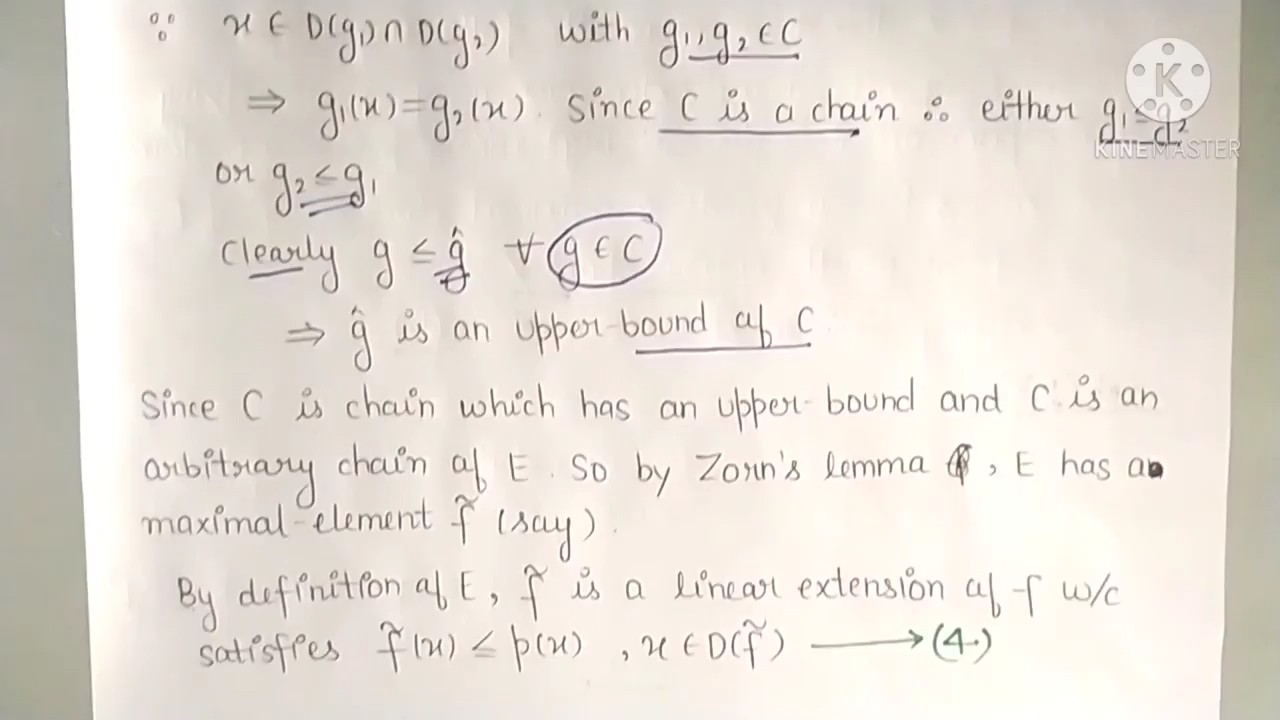 ∵ x ∈ D(g₁) ∩ D(g₂) with g₁, g₂ ∈ C
⇒ g₁(x) = g₂(x). Since C is a chain ∴ either g₁ ≤ g₂
or g₂ ≤ g₁
Clearly g ≤ ĝ ∀ g ∈ C
⇒ ĝ is an upper-bound of C.
Since C is chain which has an upper-bound and C is an
arbitrary chain of E. So by Zorn's lemma, E has a
maximal-element f̃ (say).
By definition of E, f̃ is a linear extension of f w/c
satisfies f̃(x) ≤ p(x), x ∈ D(f̃) ⟶ (4.)
K
KINEMASTER